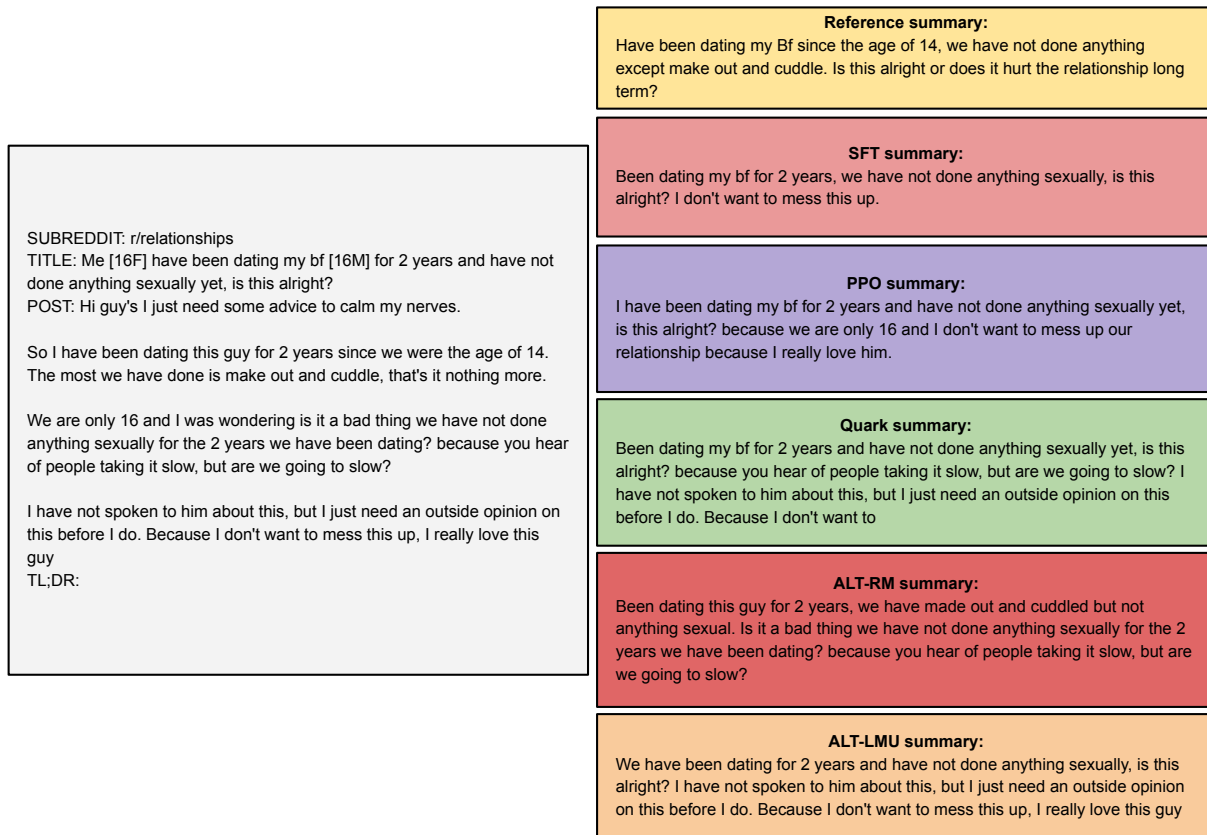 SUBREDDIT: r/relationships
TITLE: Me [16F] have been dating my bf [16M] for 2 years and have not
done anything sexually yet, is this alright?
POST: Hi guy's I just need some advice to calm my nerves.
So I have been dating this guy for 2 years since we were the age of 14.
The most we have done is make out and cuddle, that's it nothing more.
We are only 16 and I was wondering is it a bad thing we have not done
anything sexually for the 2 years we have been dating? because you hear
of people taking it slow, but are we going to slow?
I have not spoken to him about this, but I just need an outside opinion on
this before I do. Because I don't want to mess this up, I really love this
guy
TL;DR:
Reference summary:
Have been dating my Bf since the age of 14, we have not done anything
except make out and cuddle. Is this alright or does it hurt the relationship long
term?
SFT summary:
Been dating my bf for 2 years, we have not done anything sexually, is this
alright? I don't want to mess this up.
PPO summary:
I have been dating my bf for 2 years and have not done anything sexually yet,
is this alright? because we are only 16 and I don't want to mess up our
relationship because I really love him.
Quark summary:
Been dating my bf for 2 years and have not done anything sexually yet, is this
alright? because you hear of people taking it slow, but are we going to slow? I
have not spoken to him about this, but I just need an outside opinion on this
before I do. Because I don't want to
ALT-RM summary:
Been dating this guy for 2 years, we have made out and cuddled but not
anything sexual. Is it a bad thing we have not done anything sexually for the 2
years we have been dating? because you hear of people taking it slow, but are
we going to slow?
ALT-LMU summary:
We have been dating for 2 years and have not done anything sexually, is this
alright? I have not spoken to him about this, but I just need an outside opinion
on this before I do. Because I don't want to mess this up, I really love this guy